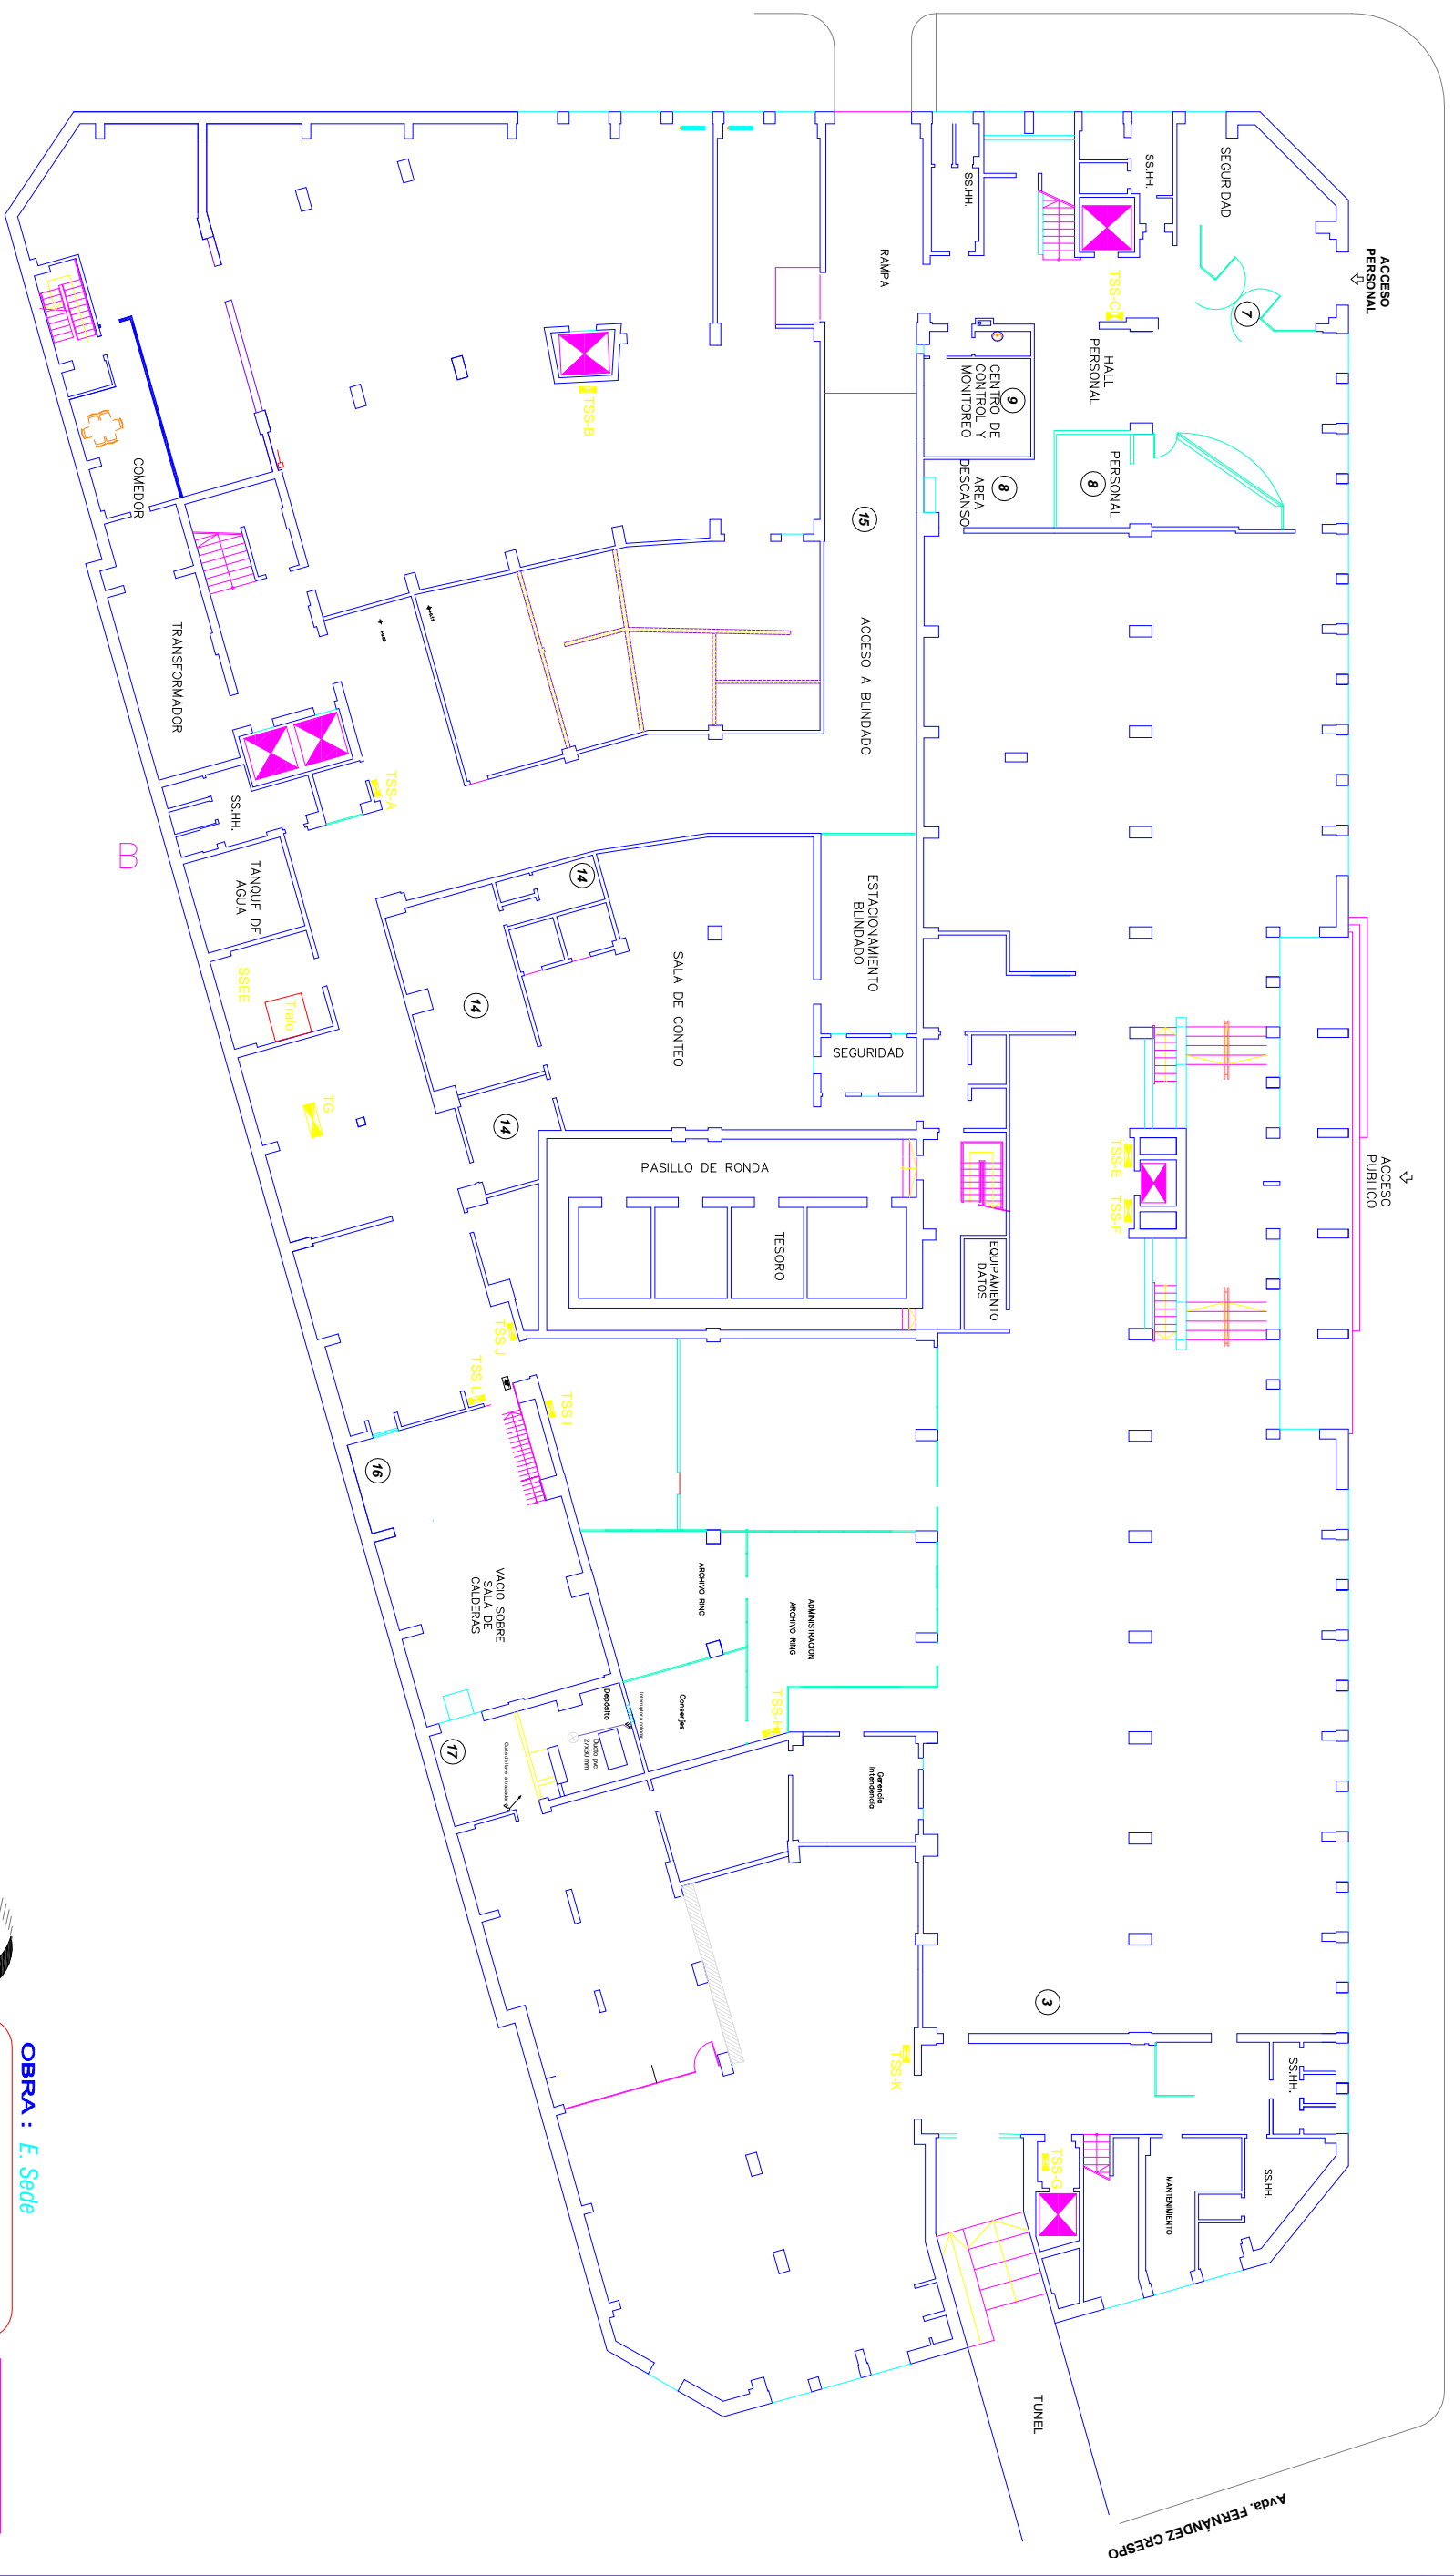 ACCESO
PERSONAL
SEGURIDAD
SS.HH.
SS.HH.
7
TSS-C
HALL
PERSONAL
RAMPA
CENTRO DE
CONTROL Y
MONITOREO
9
PERSONAL
8
AREA
DESCANSO
8
15
TSS-B
COMEDOR
ACCESO A BLINDADO
TRANSFORMADOR
TSS-A
SS.HH.
B
TANQUE DE
AGUA
14
ESTACIONAMIENTO
BLINDADO
SALA DE CONTEO
SSEE
Trafo
14
SEGURIDAD
TG
14
ACCESO
PUBLICO
TSS-E
TSS-F
PASILLO DE RONDA
TESORO
EQUIPAMIENTO
DATOS
TSS J
TSS L
TSS I
16
VACIO SOBRE
SALA DE
CALDERAS
ARCHIVO RING
ADMINISTRACION
ARCHIVO RING
Conserjes
TSS-H
Depósito
Ducto pvc
27x30 mm
17
Gerencia
Intendencia
3
TSS-K
SS.HH.
TSS-G
SS.HH.
MANTENIMIENTO
TUNEL
Avda. FERNÁNDEZ CRESPO
OBRA : E. Sede